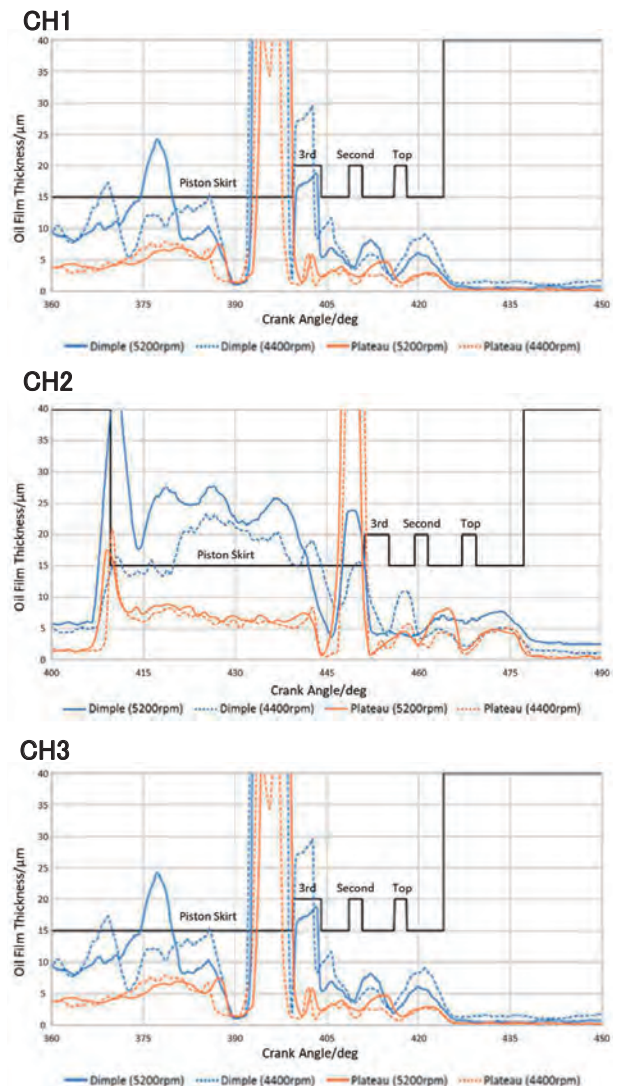 CH1
40
35
30
25
20
15
10
5
0
Oil Film Thickness/μm
Piston Skirt
3rd
Second
Top
360
375
390
405
420
435
450
Crank Angle/deg
Dimple (5200rpm)
Dimple (4400rpm)
Plateau (5200rpm)
Plateau (4400rpm)
CH2
40
35
30
25
20
15
10
5
0
Oil Film Thickness/μm
Piston Skirt
3rd
Second
Top
400
415
430
445
460
475
490
Crank Angle/deg
Dimple (5200rpm)
Dimple (4400rpm)
Plateau (5200rpm)
Plateau (4400rpm)
CH3
40
35
30
25
20
15
10
5
0
Oil Film Thickness/μm
Piston Skirt
3rd
Second
Top
360
375
390
405
420
435
450
Crank Angle/deg
Dimple (5200rpm)
Dimple (4400rpm)
Plateau (5200rpm)
Plateau (4400rpm)